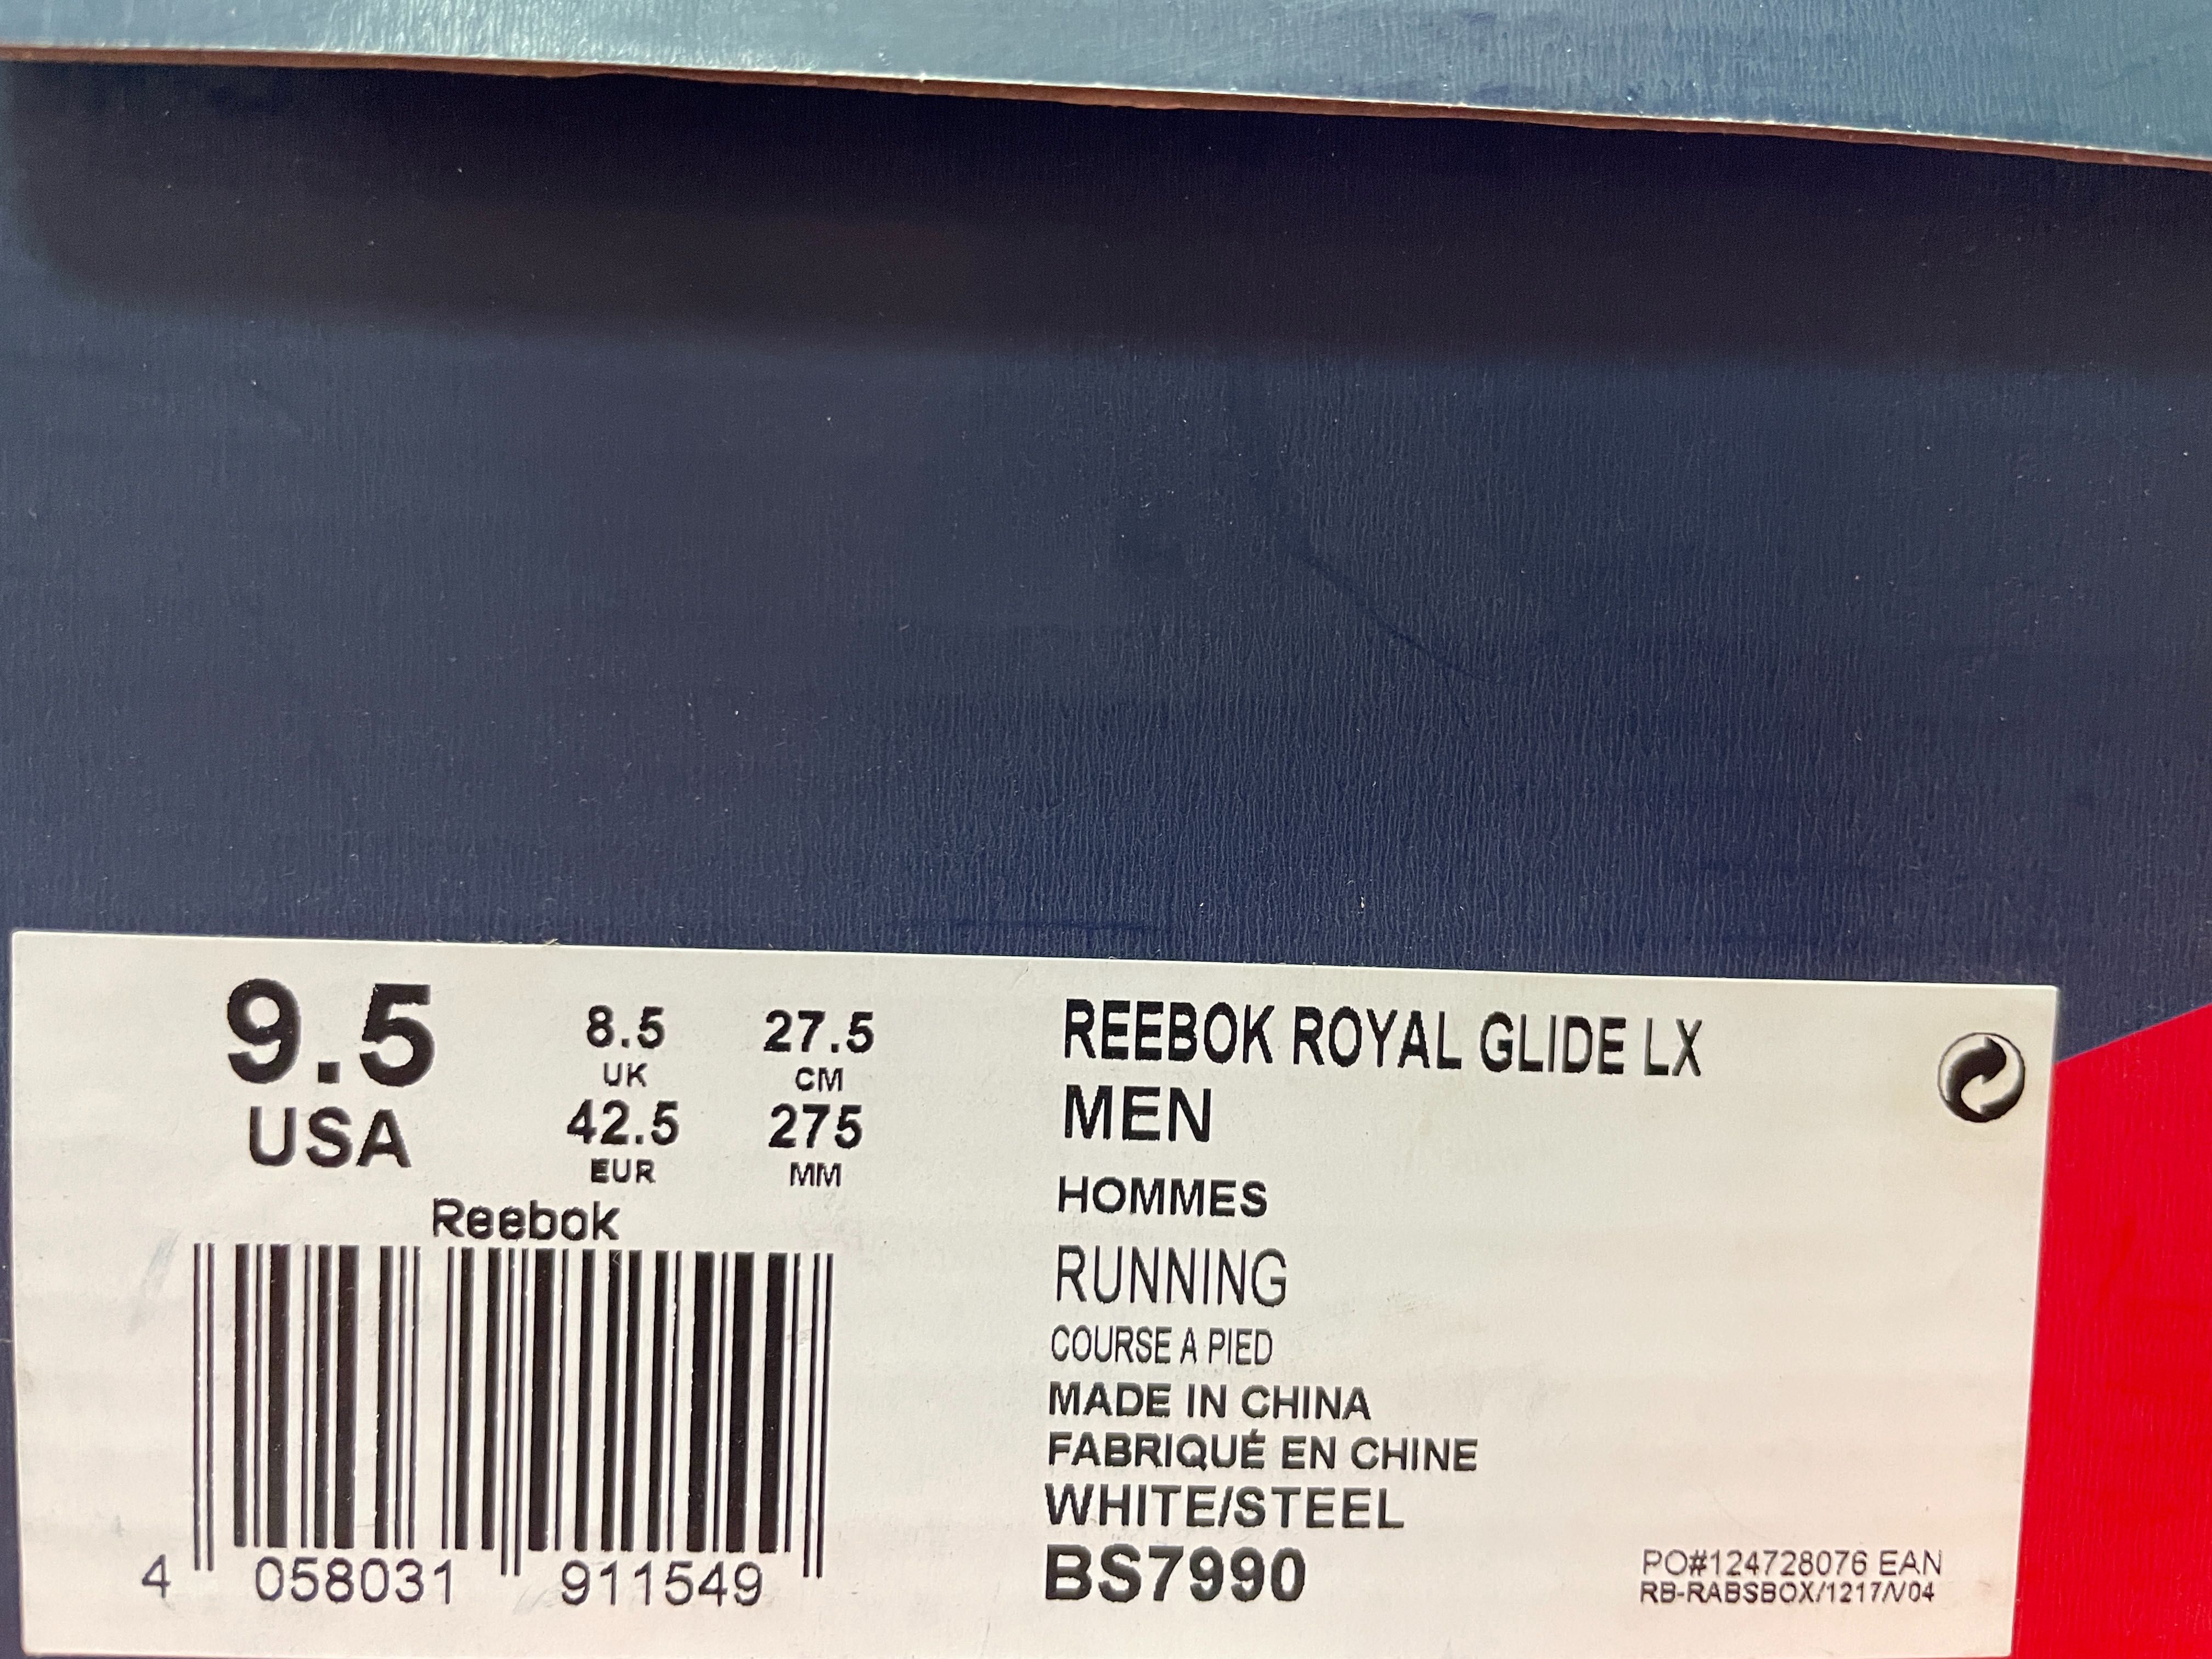 9.5
USA
8.5
UK
42.5
EUR
27.5
CM
275
MM
Reebok
4 058031 911549
REEBOK ROYAL GLIDE LX
MEN
HOMMES
RUNNING
COURSE A PIED
MADE IN CHINA
FABRIQUÉ EN CHINE
WHITE/STEEL
BS7990
PO#124728076 EAN
RB-RABSBOX/1217/V04